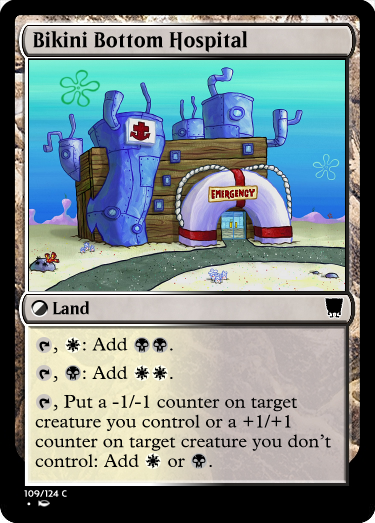 Bikini Bottom Hospital
EMERGENCY
Land
, : Add .
, : Add .
, Put a -1/-1 counter on target
creature you control or a +1/+1
counter on target creature you don't
control: Add or .
109/124 C